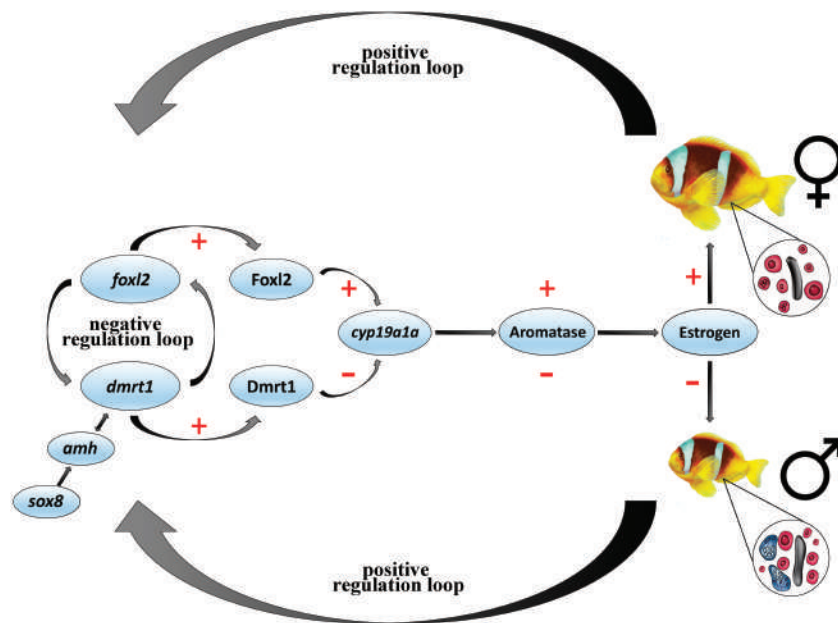 positive
regulation loop
♀
foxl2
+
Foxl2
+
negative
regulation loop
cyp19a1a
+
Aromatase
−
+
Estrogen
−
dmrt1
+
Dmrt1
−
amh
sox8
♂
positive
regulation loop